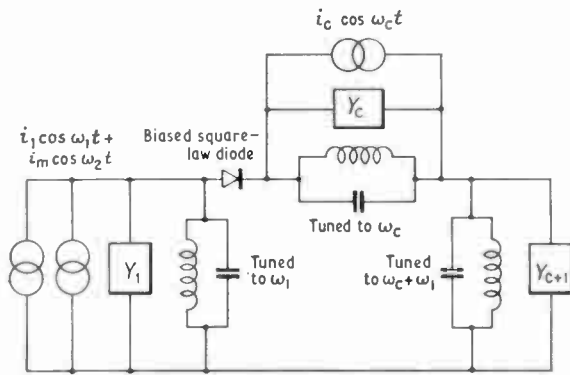 i_c cos ω_c t
Y_c
i_1 cos ω_1 t +
i_m cos ω_2 t
Biased square-
law diode
Tuned to ω_c
Y_1
Tuned
to ω_1
Tuned
to ω_c+ω_1
Y_c+1